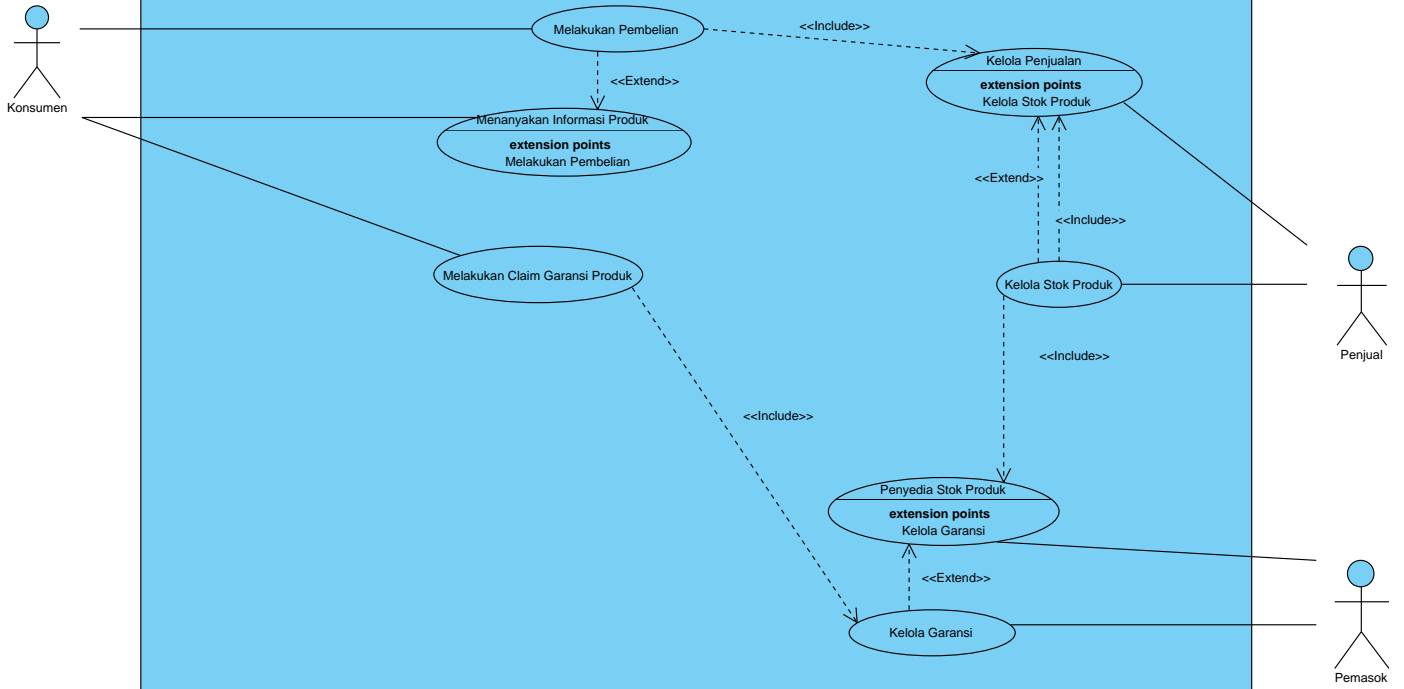 Melakukan Pembelian
<<Include>>
Kelola Penjualan
extension points
Kelola Stok Produk
Konsumen
<<Extend>>
Menanyakan Informasi Produk
extension points
Melakukan Pembelian
<<Extend>>
<<Include>>
Melakukan Claim Garansi Produk
Kelola Stok Produk
Penjual
<<Include>>
<<Include>>
Penyedia Stok Produk
extension points
Kelola Garansi
<<Extend>>
Kelola Garansi
Pemasok